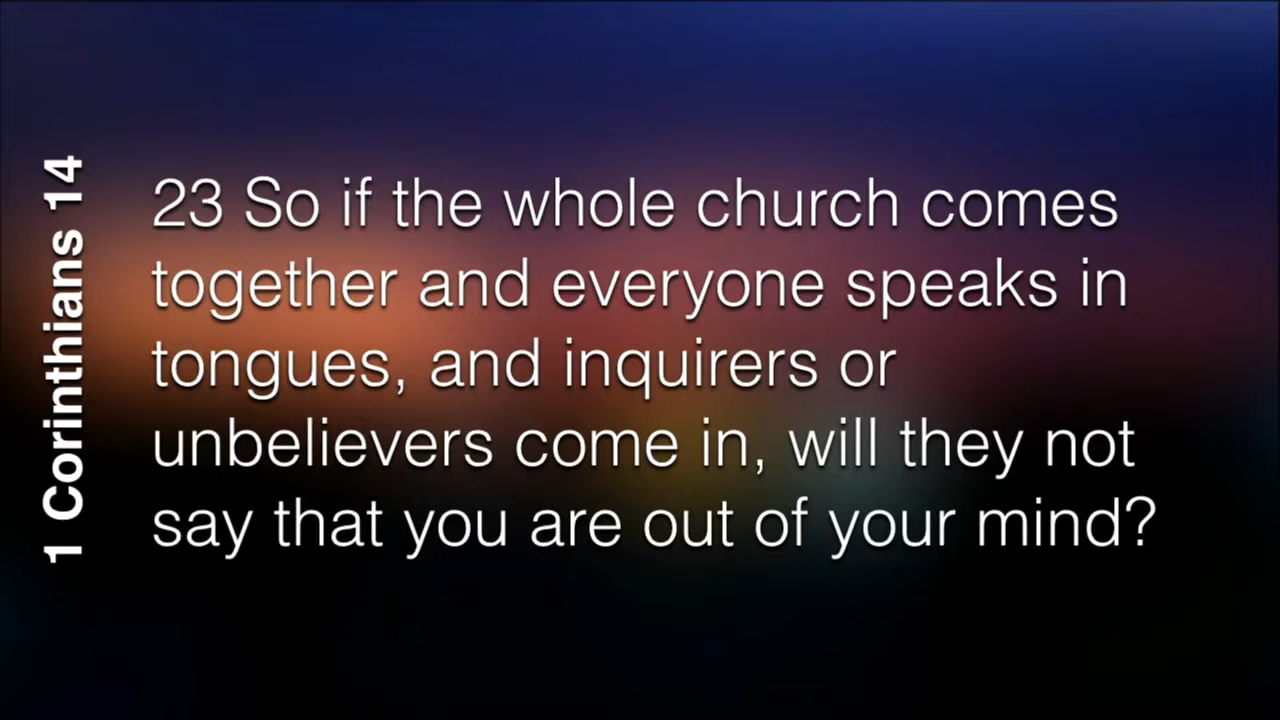 1 Corinthians 14
23 So if the whole church comes
together and everyone speaks in
tongues, and inquirers or
unbelievers come in, will they not
say that you are out of your mind?